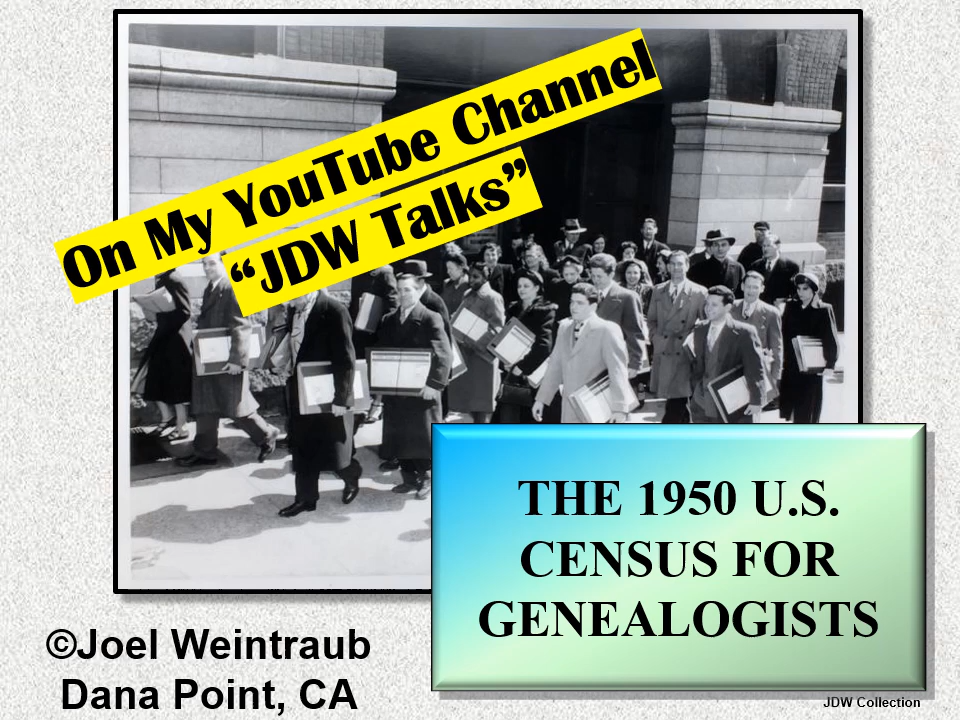 On My YouTube Channel
“JDW Talks”
THE 1950 U.S.
CENSUS FOR
GENEALOGISTS
©Joel Weintraub
Dana Point, CA
JDW Collection